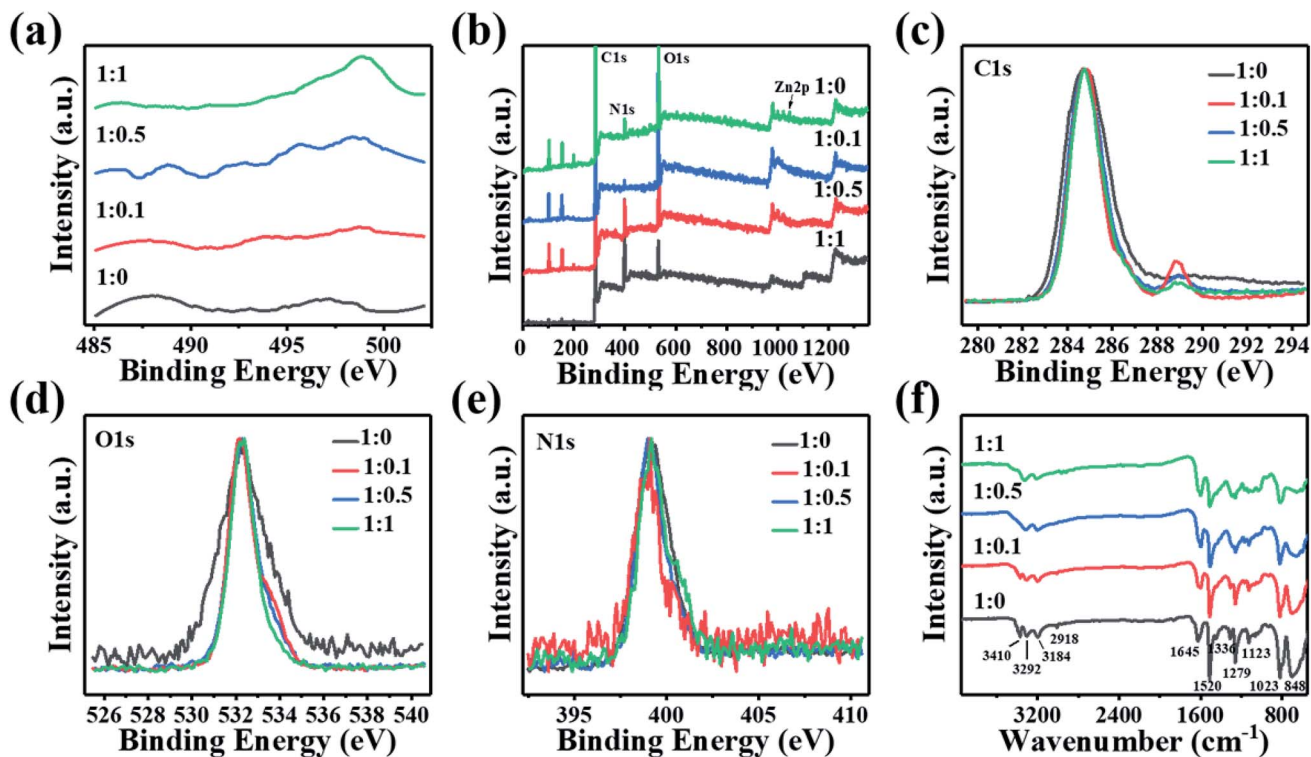 (a)
1:1
1:0.5
1:0.1
1:0
Intensity (a.u.)
485 490 495 500
Binding Energy (eV)
(b)
C1s
O1s
N1s
Zn2p
1:0
1:0.1
1:0.5
1:1
Intensity (a.u.)
0 200 400 600 800 1000 1200
Binding Energy (eV)
(c)
C1s
1:0
1:0.1
1:0.5
1:1
Intensity (a.u.)
280 282 284 286 288 290 292 294
Binding Energy (eV)
(d)
O1s
1:0
1:0.1
1:0.5
1:1
Intensity (a.u.)
526 528 530 532 534 536 538 540
Binding Energy (eV)
(e)
N1s
1:0
1:0.1
1:0.5
1:1
Intensity (a.u.)
395 400 405 410
Binding Energy (eV)
(f)
1:1
1:0.5
1:0.1
1:0
3410
3292
3184
2918
1645
1520
1336
1279
1123
1023
848
Intensity (a.u.)
3200 2400 1600 800
Wavenumber (cm⁻¹)